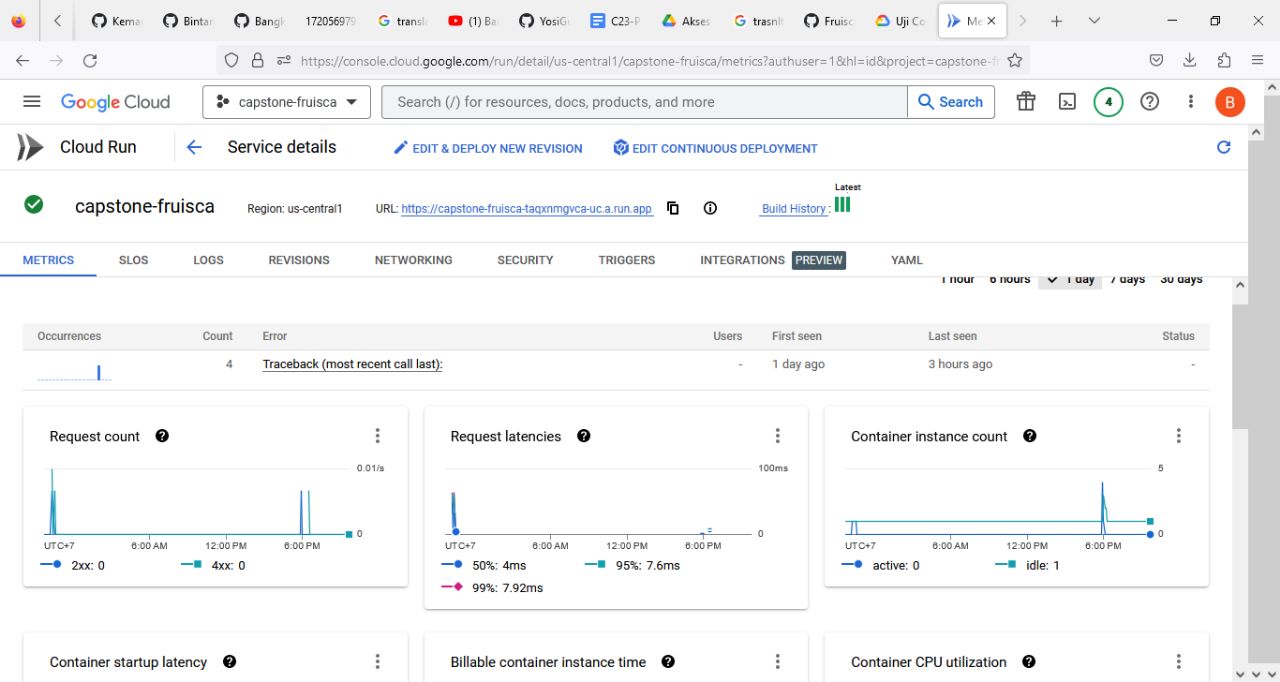 Kema
Bintan
Bangk
172056979
transl
(1) Ba
YosiGu
C23-P
Akses
trasnlt
Fruisc
Uji Co
Me
https://console.cloud.google.com/run/detail/us-central1/capstone-fruisca/metrics?authuser=1&hl=id&project=capstone-fr
Google Cloud
capstone-fruisca
Search (/) for resources, docs, products, and more
Search
4
B
Cloud Run
Service details
EDIT & DEPLOY NEW REVISION
EDIT CONTINUOUS DEPLOYMENT
capstone-fruisca
Region: us-central1
URL: https://capstone-fruisca-taqxnmgvca-uc.a.run.app
Build History:
Latest
METRICS
SLOS
LOGS
REVISIONS
NETWORKING
SECURITY
TRIGGERS
INTEGRATIONS PREVIEW
YAML
1 hour 6 hours 1 day 7 days 30 days
Occurrences Count Error Users First seen Last seen Status
4 Traceback (most recent call last): - 1 day ago 3 hours ago -
Request count
0.01/s
0
UTC+7 6:00 AM 12:00 PM 6:00 PM
2xx: 0 4xx: 0
Request latencies
100ms
0
UTC+7 6:00 AM 12:00 PM 6:00 PM
50%: 4ms 95%: 7.6ms
99%: 7.92ms
Container instance count
5
0
UTC+7 6:00 AM 12:00 PM 6:00 PM
active: 0 idle: 1
Container startup latency
Billable container instance time
Container CPU utilization